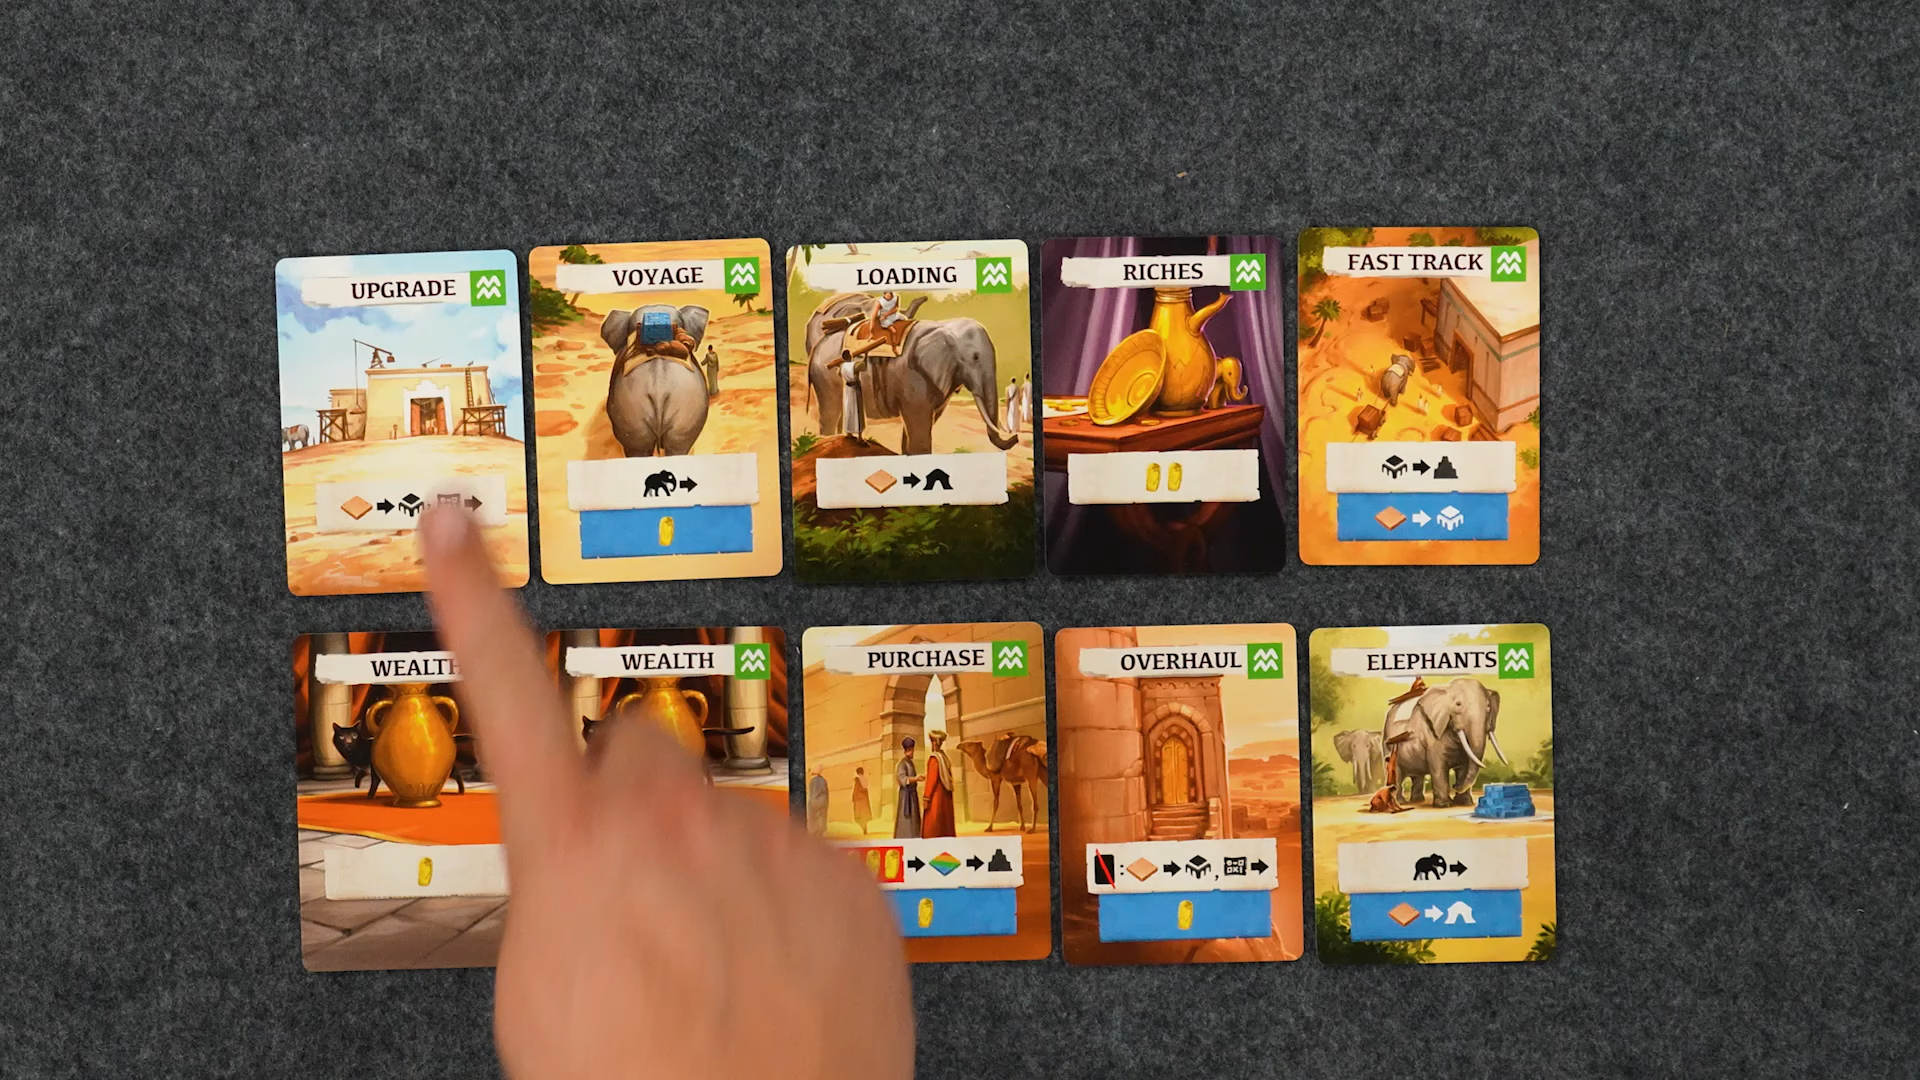 UPGRADE
VOYAGE
LOADING
RICHES
FAST TRACK
WEALTH
WEALTH
PURCHASE
OVERHAUL
ELEPHANTS